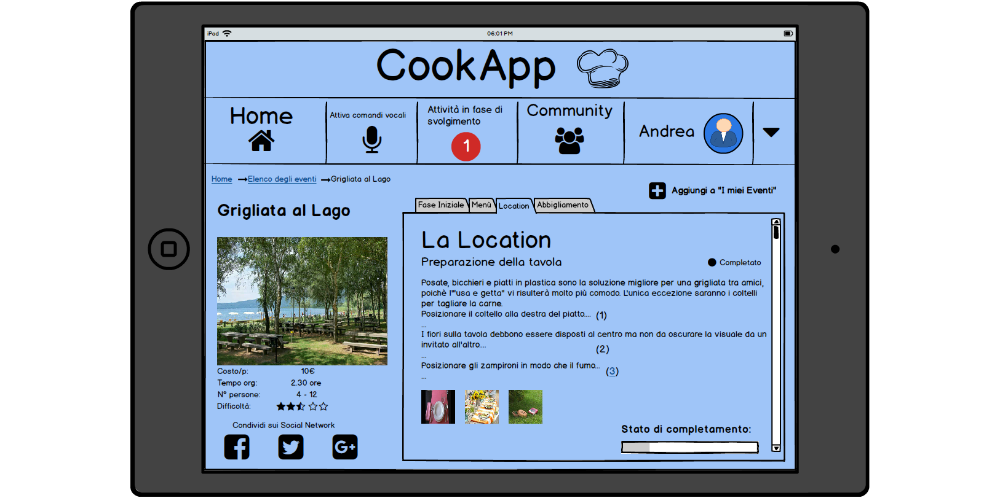 iPad
06:01 PM
CookApp
Home
Attiva comandi vocali
Attività in fase di
svolgimento
1
Community
Andrea
Home → Elenco degli eventi → Grigliata al Lago
Aggiungi a "I miei Eventi"
Grigliata al Lago
Costo/p: 10€
Tempo org: 2.30 ore
N° persone: 4 - 12
Difficoltà:
Condividi sui Social Network
G+
Fase Iniziale
Menù
Location
Abbigliamento
La Location
Preparazione della tavola
Completato
Posate, bicchieri e piatti in plastica sono la soluzione migliore per una grigliata tra amici,
poichè l'"usa e getta" vi risulterà molto più comodo. L'unica eccezione saranno i coltelli
per tagliare la carne.
Posizionare il coltello alla destra del piatto.... (1)
...
I fiori sulla tavola debbono essere disposti al centro ma non da oscurare la visuale da un
invitato all'altro....
(2)
...
Posizionare gli zampironi in modo che il fumo... (3)
...
Stato di completamento: